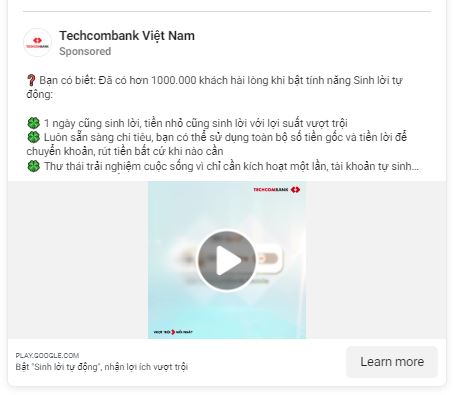 Techcombank Việt Nam
Sponsored
❓ Bạn có biết: Đã có hơn 1000.000 khách hài lòng khi bật tính năng Sinh lời tự
động:
🍀 1 ngày cũng sinh lời, tiền nhỏ cũng sinh lời với lợi suất vượt trội
🍀 Luôn sẵn sàng chi tiêu, bạn có thể sử dụng toàn bộ số tiền gốc và tiền lời để
chuyển khoản, rút tiền bất cứ khi nào cần
🍀 Thư thái trải nghiệm cuộc sống vì chỉ cần kích hoạt một lần, tài khoản tự sinh...
TECHCOMBANK
VƯỢT TRỘI MỖI NGÀY
PLAY.GOOGLE.COM
Bật "Sinh lời tự động", nhận lợi ích vượt trội
Learn more